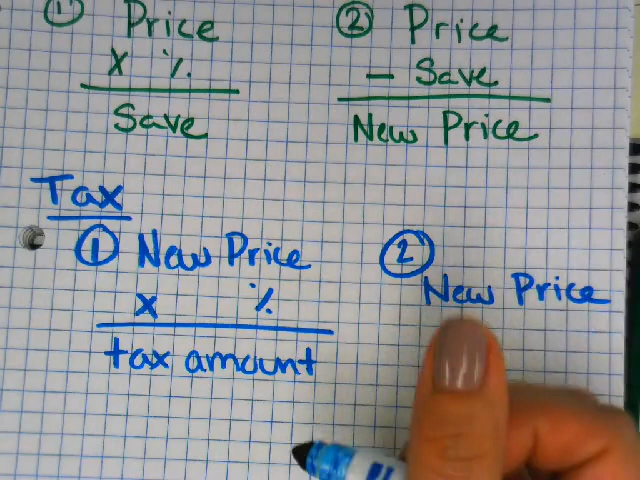 ① Price
x %
Save
② Price
- Save
New Price
Tax
① New Price
x %
tax amount
②
New Price